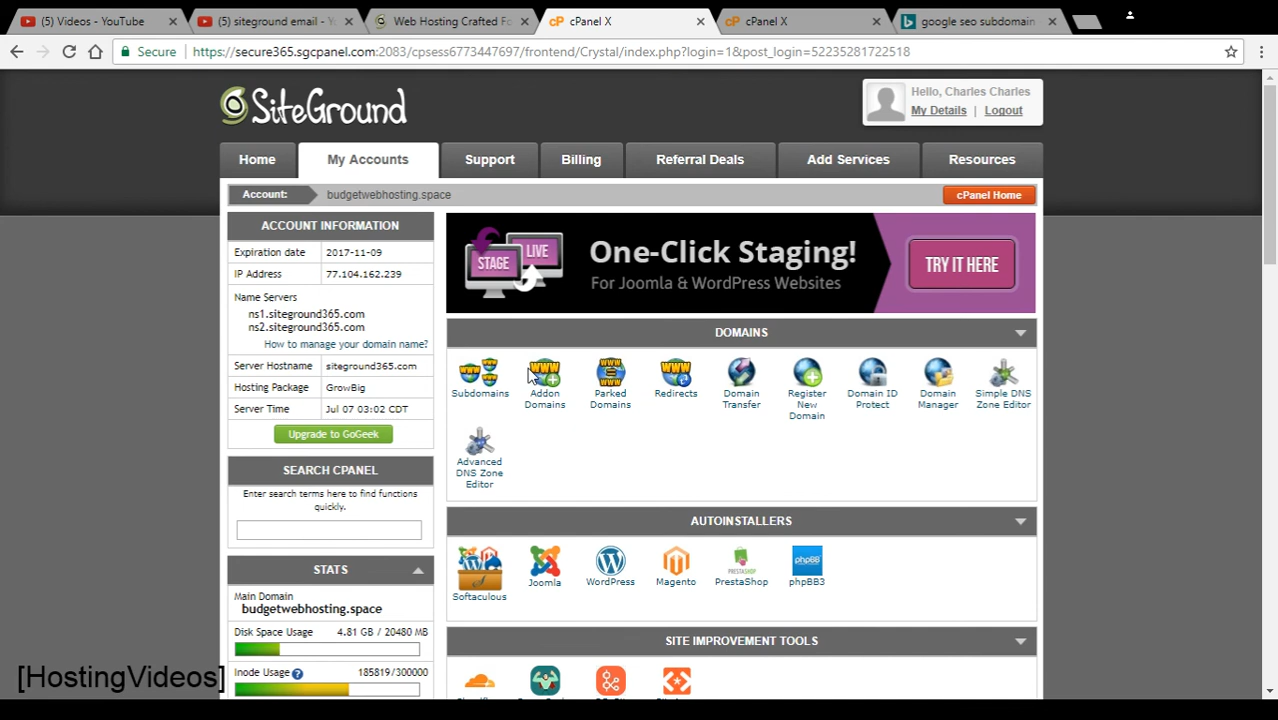 (5) Videos - YouTube
(5) siteground email -
Web Hosting Crafted Fo
cPanel X
cPanel X
google seo subdomain
Secure
https://secure365.sgcpanel.com:2083/cpsess6773447697/frontend/Crystal/index.php?login=1&post_login=52235281722518
SiteGround
Hello, Charles Charles
My Details | Logout
Home
My Accounts
Support
Billing
Referral Deals
Add Services
Resources
Account:
budgetwebhosting.space
cPanel Home
ACCOUNT INFORMATION
Expiration date 2017-11-09
IP Address 77.104.162.239
Name Servers
ns1.siteground365.com
ns2.siteground365.com
How to manage your domain name?
Server Hostname siteground365.com
Hosting Package GrowBig
Server Time Jul 07 03:02 CDT
Upgrade to GoGeek
SEARCH CPANEL
Enter search terms here to find functions
quickly.
STATS
Main Domain
budgetwebhosting.space
Disk Space Usage 4.81 GB / 20480 MB
Inode Usage ? 185819/300000
STAGE
LIVE
One-Click Staging!
For Joomla & WordPress Websites
TRY IT HERE
DOMAINS
Subdomains
Addon
Domains
Parked
Domains
Redirects
Domain
Transfer
Register
New
Domain
Domain ID
Protect
Domain
Manager
Simple DNS
Zone Editor
Advanced
DNS Zone
Editor
AUTOINSTALLERS
Softaculous
Joomla
WordPress
Magento
PrestaShop
phpBB3
SITE IMPROVEMENT TOOLS
[HostingVideos]